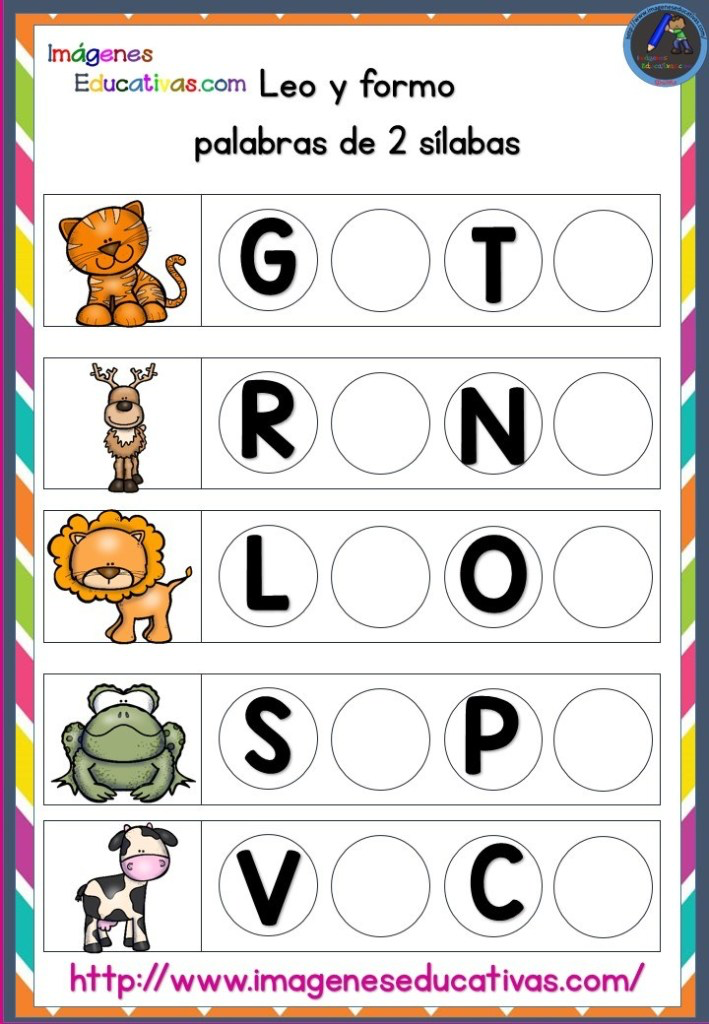 Imágenes
Educativas.com
Leo y formo
palabras de 2 sílabas
G T
R N
L O
S P
V C
http://www.imageneseducativas.com/